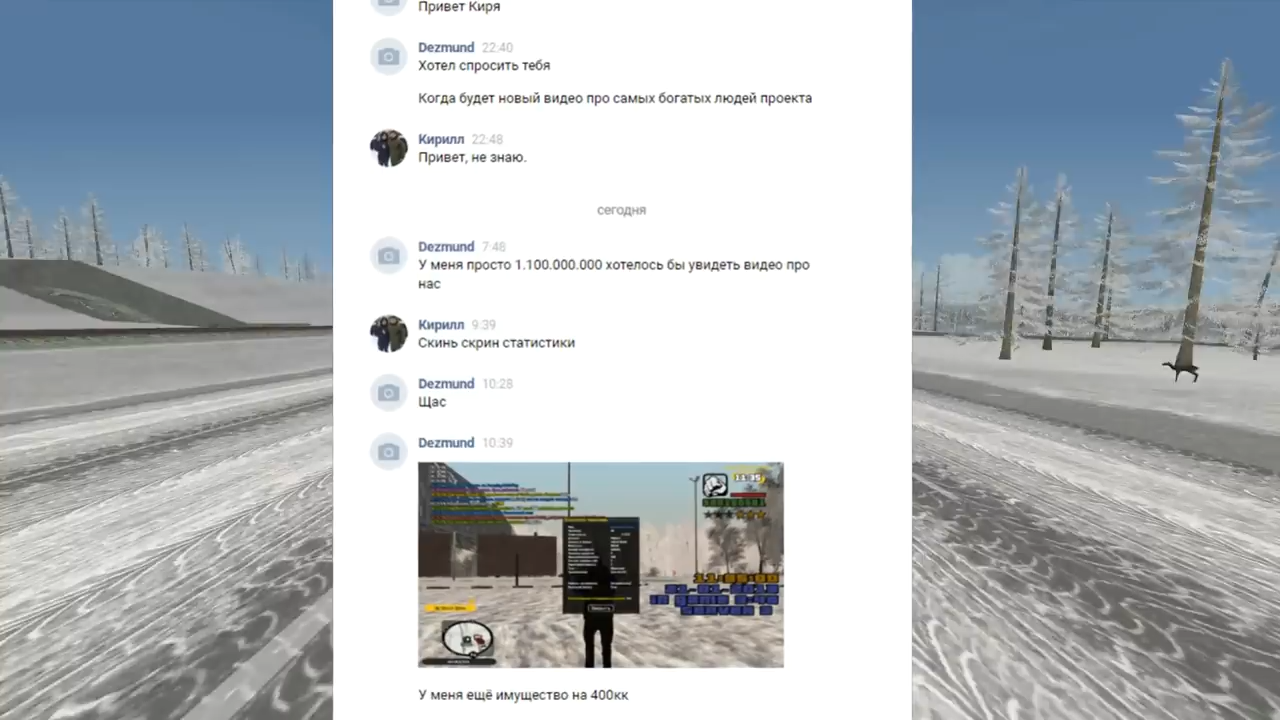 Привет Киря
Dezmund 22:40
Хотел спросить тебя
Когда будет новый видео про самых богатых людей проекта
Кирилл 22:48
Привет, не знаю.
сегодня
Dezmund 7:48
У меня просто 1.100.000.000 хотелось бы увидеть видео про
нас
Кирилл 9:39
Скинь скрин статистики
Dezmund 10:28
Щас
Dezmund 10:39
У меня ещё имущество на 400кк